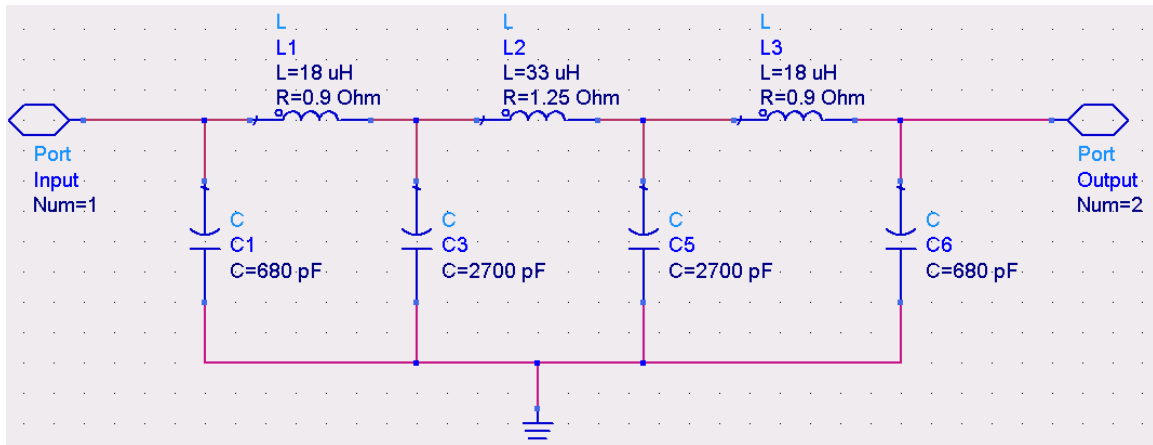 L
L1
L=18 uH
R=0.9 Ohm
L
L2
L=33 uH
R=1.25 Ohm
L
L3
L=18 uH
R=0.9 Ohm
Port
Input
Num=1
Port
Output
Num=2
C
C1
C=680 pF
C
C3
C=2700 pF
C
C5
C=2700 pF
C
C6
C=680 pF